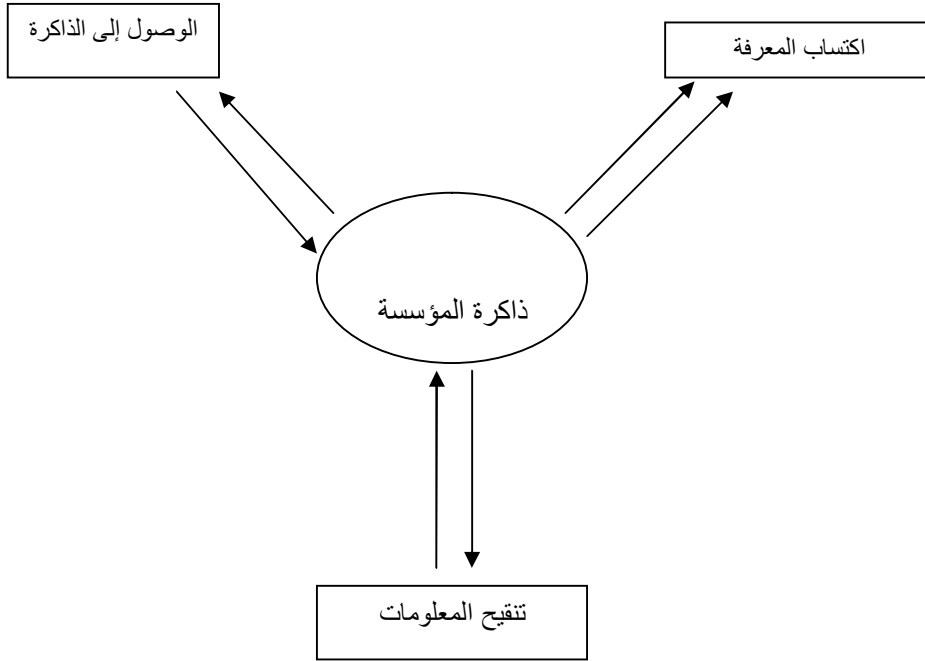 الوصول إلى الذاكرة
اكتساب المعرفة
ذاكرة المؤسسة
تنقيح المعلومات